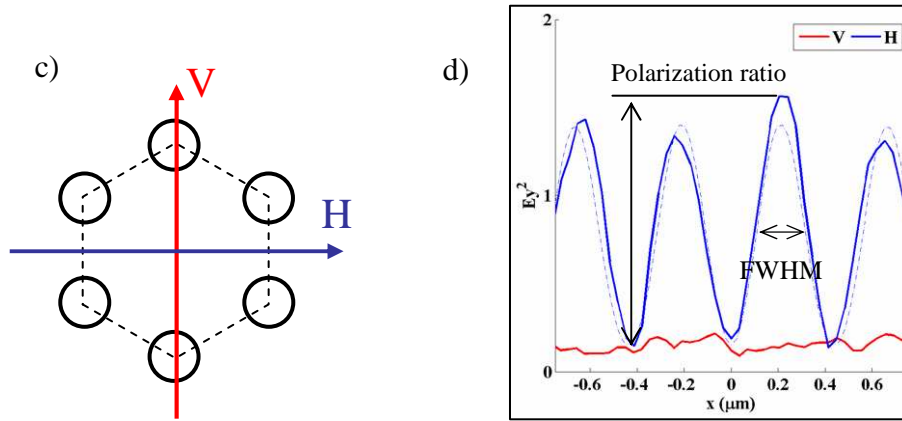 c)
V
H
d)
2
V
H
Polarization ratio
1
Ey²
FWHM
0
-0.6 -0.4 -0.2 0 0.2 0.4 0.6
x (μm)